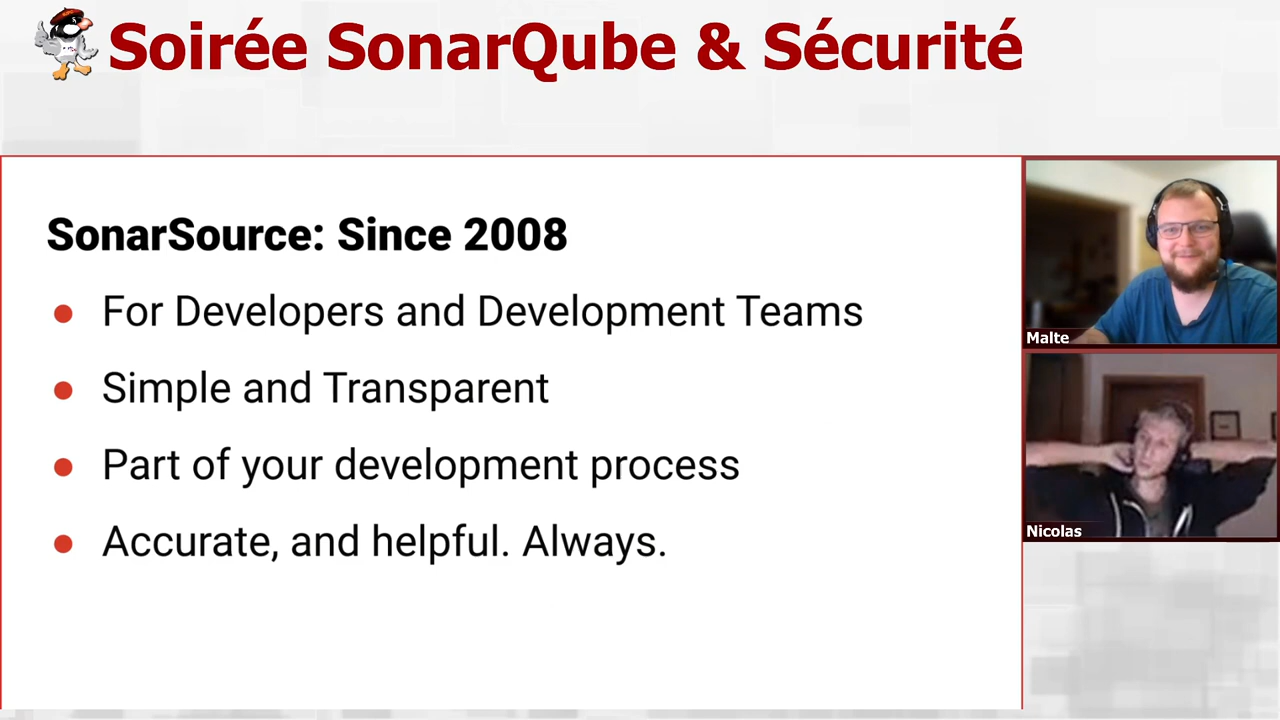 Soirée SonarQube & Sécurité
SonarSource: Since 2008
For Developers and Development Teams
Simple and Transparent
Part of your development process
Accurate, and helpful. Always.
Malte
Nicolas